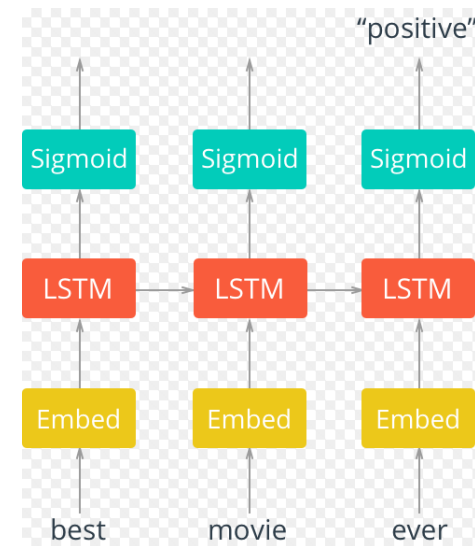 “positive”
Sigmoid Sigmoid Sigmoid
LSTM LSTM LSTM
Embed Embed Embed
best movie ever